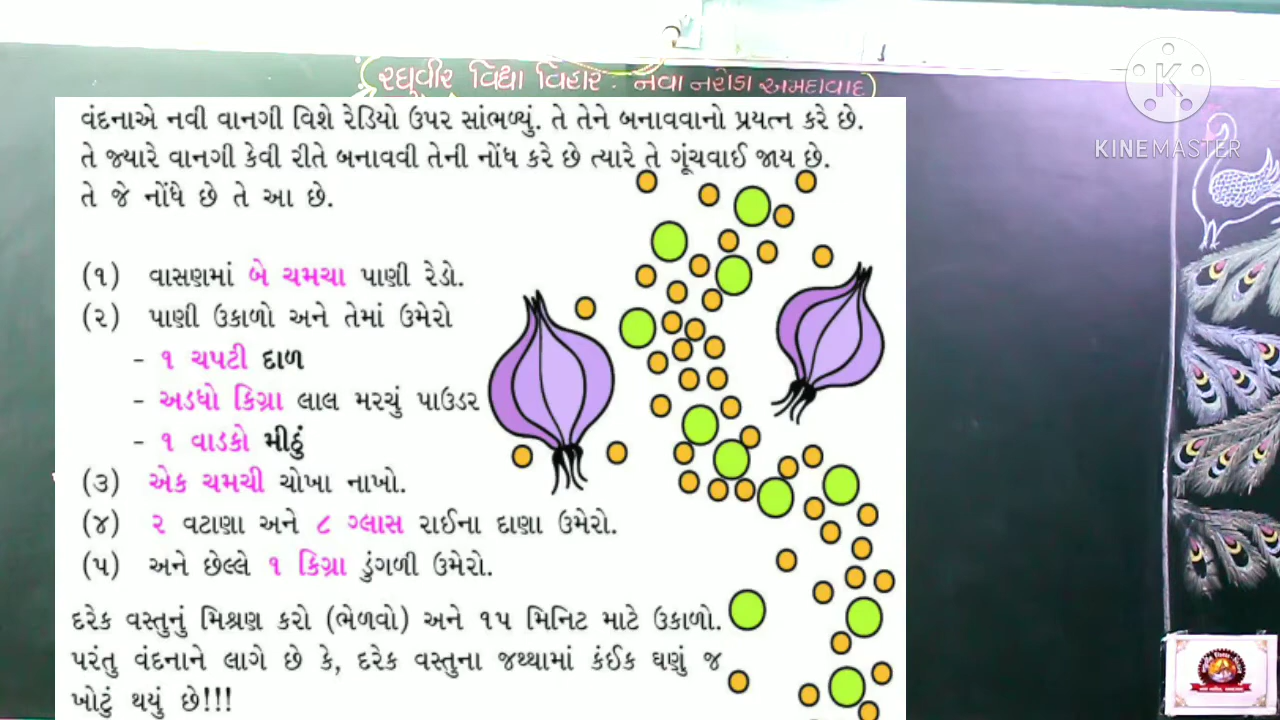 રઘુવીર વિદ્યા વિહાર - નવા નરોડા અમદાવાદ
KINEMASTER
વંદનાએ નવી વાનગી વિશે રેડિયો ઉપર સાંભળ્યું. તે તેને બનાવવાનો પ્રયત્ન કરે છે.
તે જ્યારે વાનગી કેવી રીતે બનાવવી તેની નોંધ કરે છે ત્યારે તે ગૂંચવાઈ જાય છે.
તે જે નોંધે છે તે આ છે.
(૧) વાસણમાં બે ચમચા પાણી રેડો.
(૨) પાણી ઉકાળો અને તેમાં ઉમેરો
- ૧ ચપટી દાળ
- અડધો કિગ્રા લાલ મરચું પાઉડર
- ૧ વાડકો મીઠું
(૩) એક ચમચી ચોખા નાખો.
(૪) ૨ વટાણા અને ૮ ગ્લાસ રાઈના દાણા ઉમેરો.
(૫) અને છેલ્લે ૧ કિગ્રા ડુંગળી ઉમેરો.
દરેક વસ્તુનું મિશ્રણ કરો (ભેળવો) અને ૧૫ મિનિટ માટે ઉકાળો.
પરંતુ વંદનાને લાગે છે કે, દરેક વસ્તુના જથ્થામાં કંઈક ઘણું જ
ખોટું થયું છે!!!